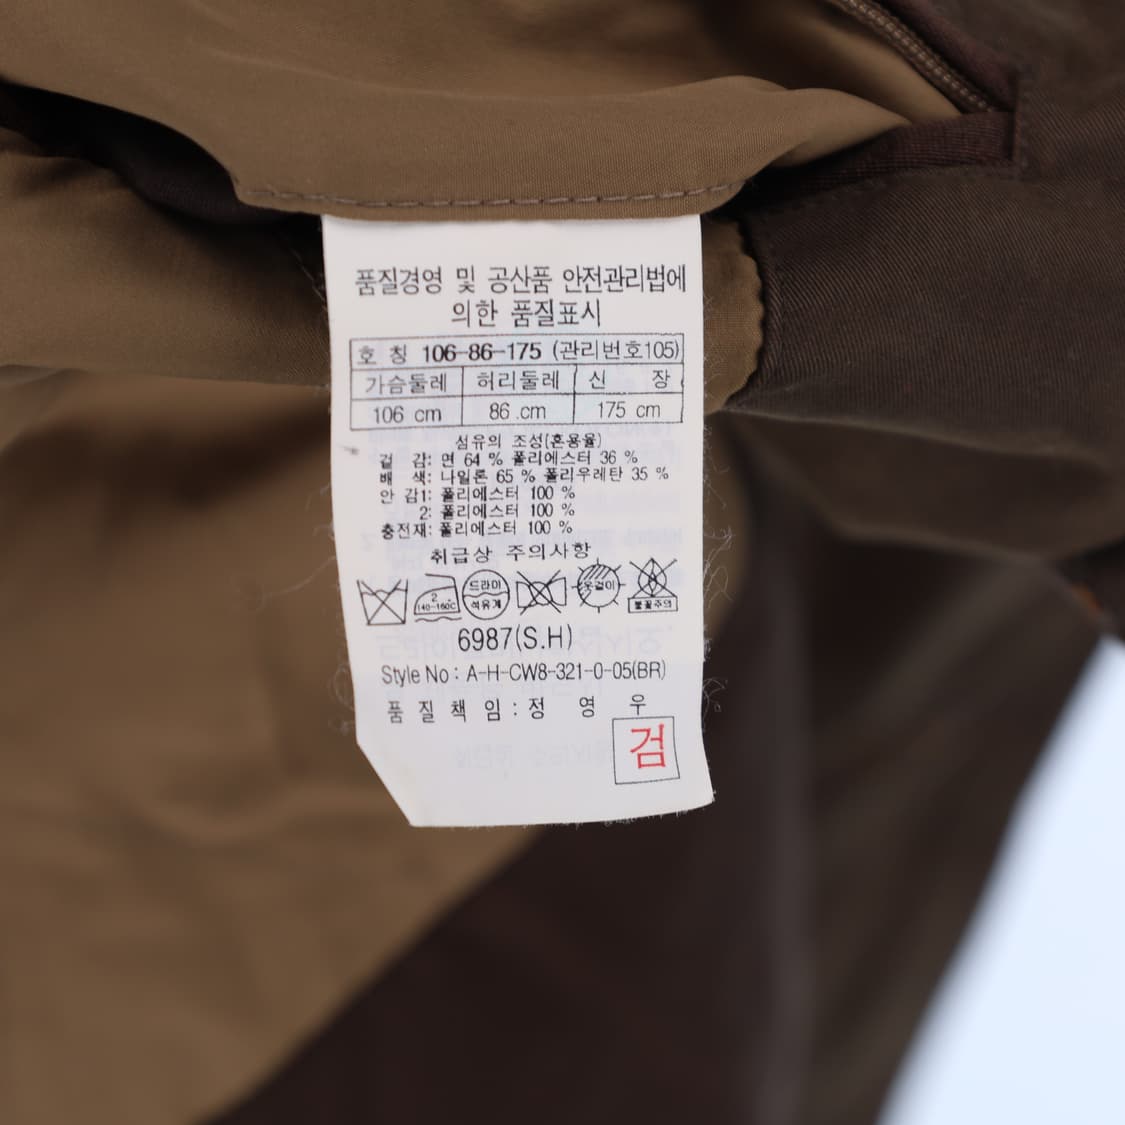 품질경영 및 공산품 안전관리법에
의한 품질표시
호 칭 106-86-175 (관리번호105)
가슴둘레 허리둘레 신 장
106 cm 86 .cm 175 cm
섬유의 조성(혼용율)
겉 감: 면 64 % 폴리에스터 36 %
배 색: 나일론 65 % 폴리우레탄 35 %
안 감1: 폴리에스터 100 %
2: 폴리에스터 100 %
충전재: 폴리에스터 100 %
취급상 주의사항
2 140~160℃ 드라이 석유계 옷걸이 불꽃주의
6987(S.H)
Style No : A-H-CW8-321-0-05(BR)
품 질 책 임 : 정 영 우
검